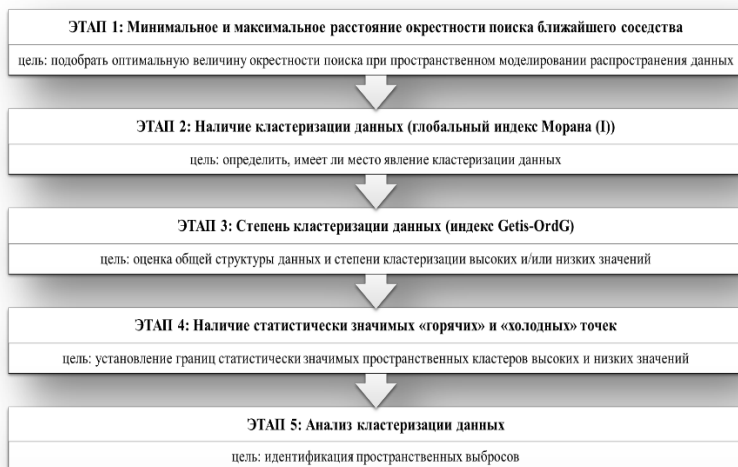 ЭТАП 1: Минимальное и максимальное расстояние окрестности поиска ближайшего соседства
цель: подобрать оптимальную величину окрестности поиска при пространственном моделировании распространения данных
ЭТАП 2: Наличие кластеризации данных (глобальный индекс Морана (I))
цель: определить, имеет ли место явление кластеризации данных
ЭТАП 3: Степень кластеризации данных (индекс Getis-OrdG)
цель: оценка общей структуры данных и степени кластеризации высоких и/или низких значений
ЭТАП 4: Наличие статистически значимых «горячих» и «холодных» точек
цель: установление границ статистически значимых пространственных кластеров высоких и низких значений
ЭТАП 5: Анализ кластеризации данных
цель: идентификация пространственных выбросов